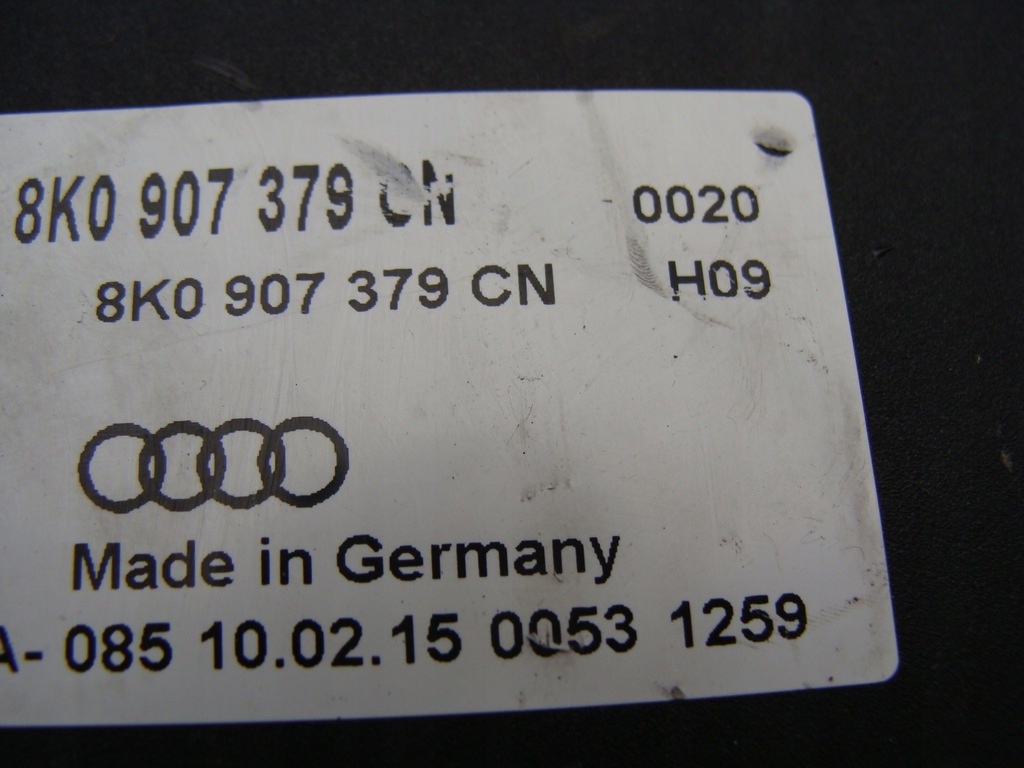 8K0 907 379 CN 0020
8K0 907 379 CN H09
Made in Germany
A- 085 10.02.15 0053 1259